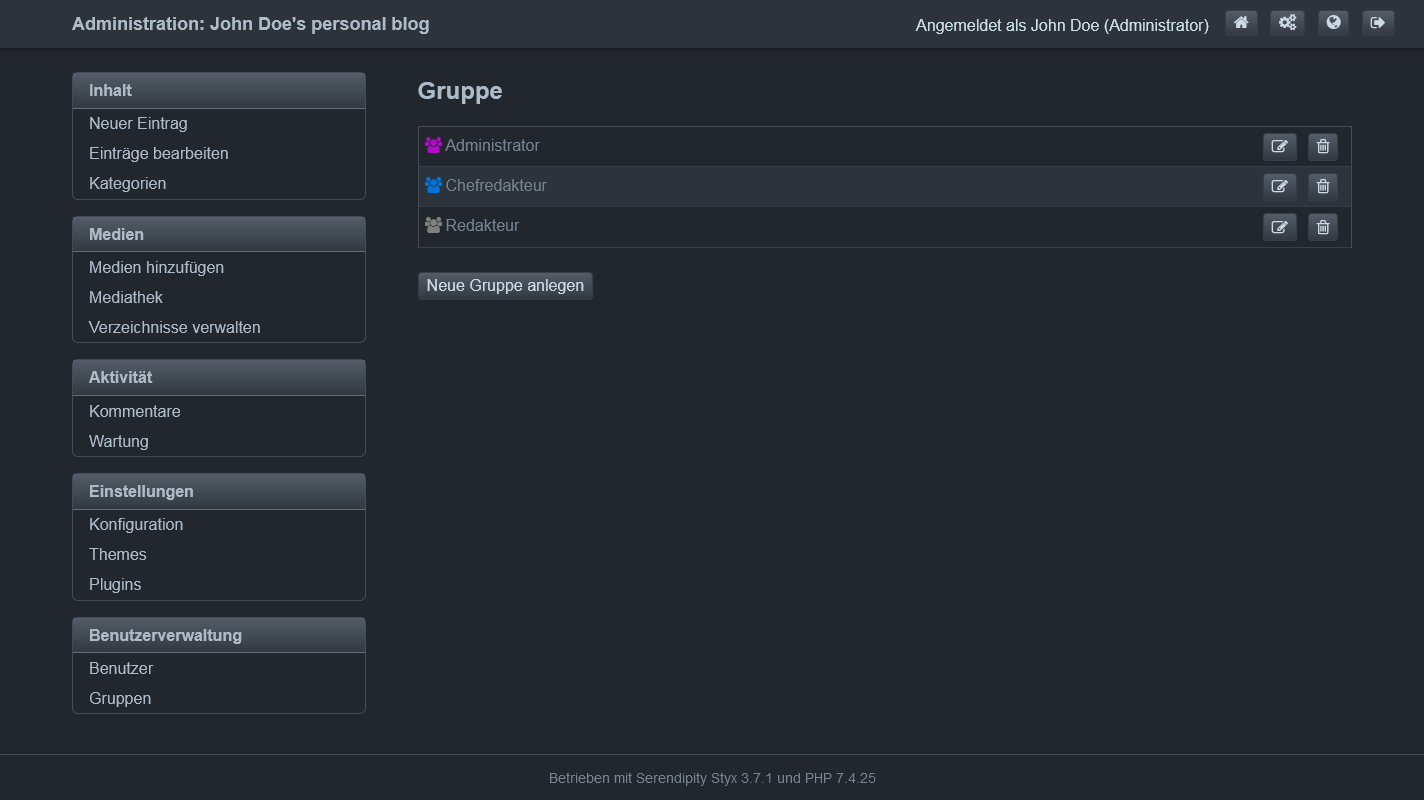 Administration: John Doe's personal blog
Angemeldet als John Doe (Administrator)
Inhalt
Neuer Eintrag
Einträge bearbeiten
Kategorien
Medien
Medien hinzufügen
Mediathek
Verzeichnisse verwalten
Aktivität
Kommentare
Wartung
Einstellungen
Konfiguration
Themes
Plugins
Benutzerverwaltung
Benutzer
Gruppen
Gruppe
Administrator
Chefredakteur
Redakteur
Neue Gruppe anlegen
Betrieben mit Serendipity Styx 3.7.1 und PHP 7.4.25